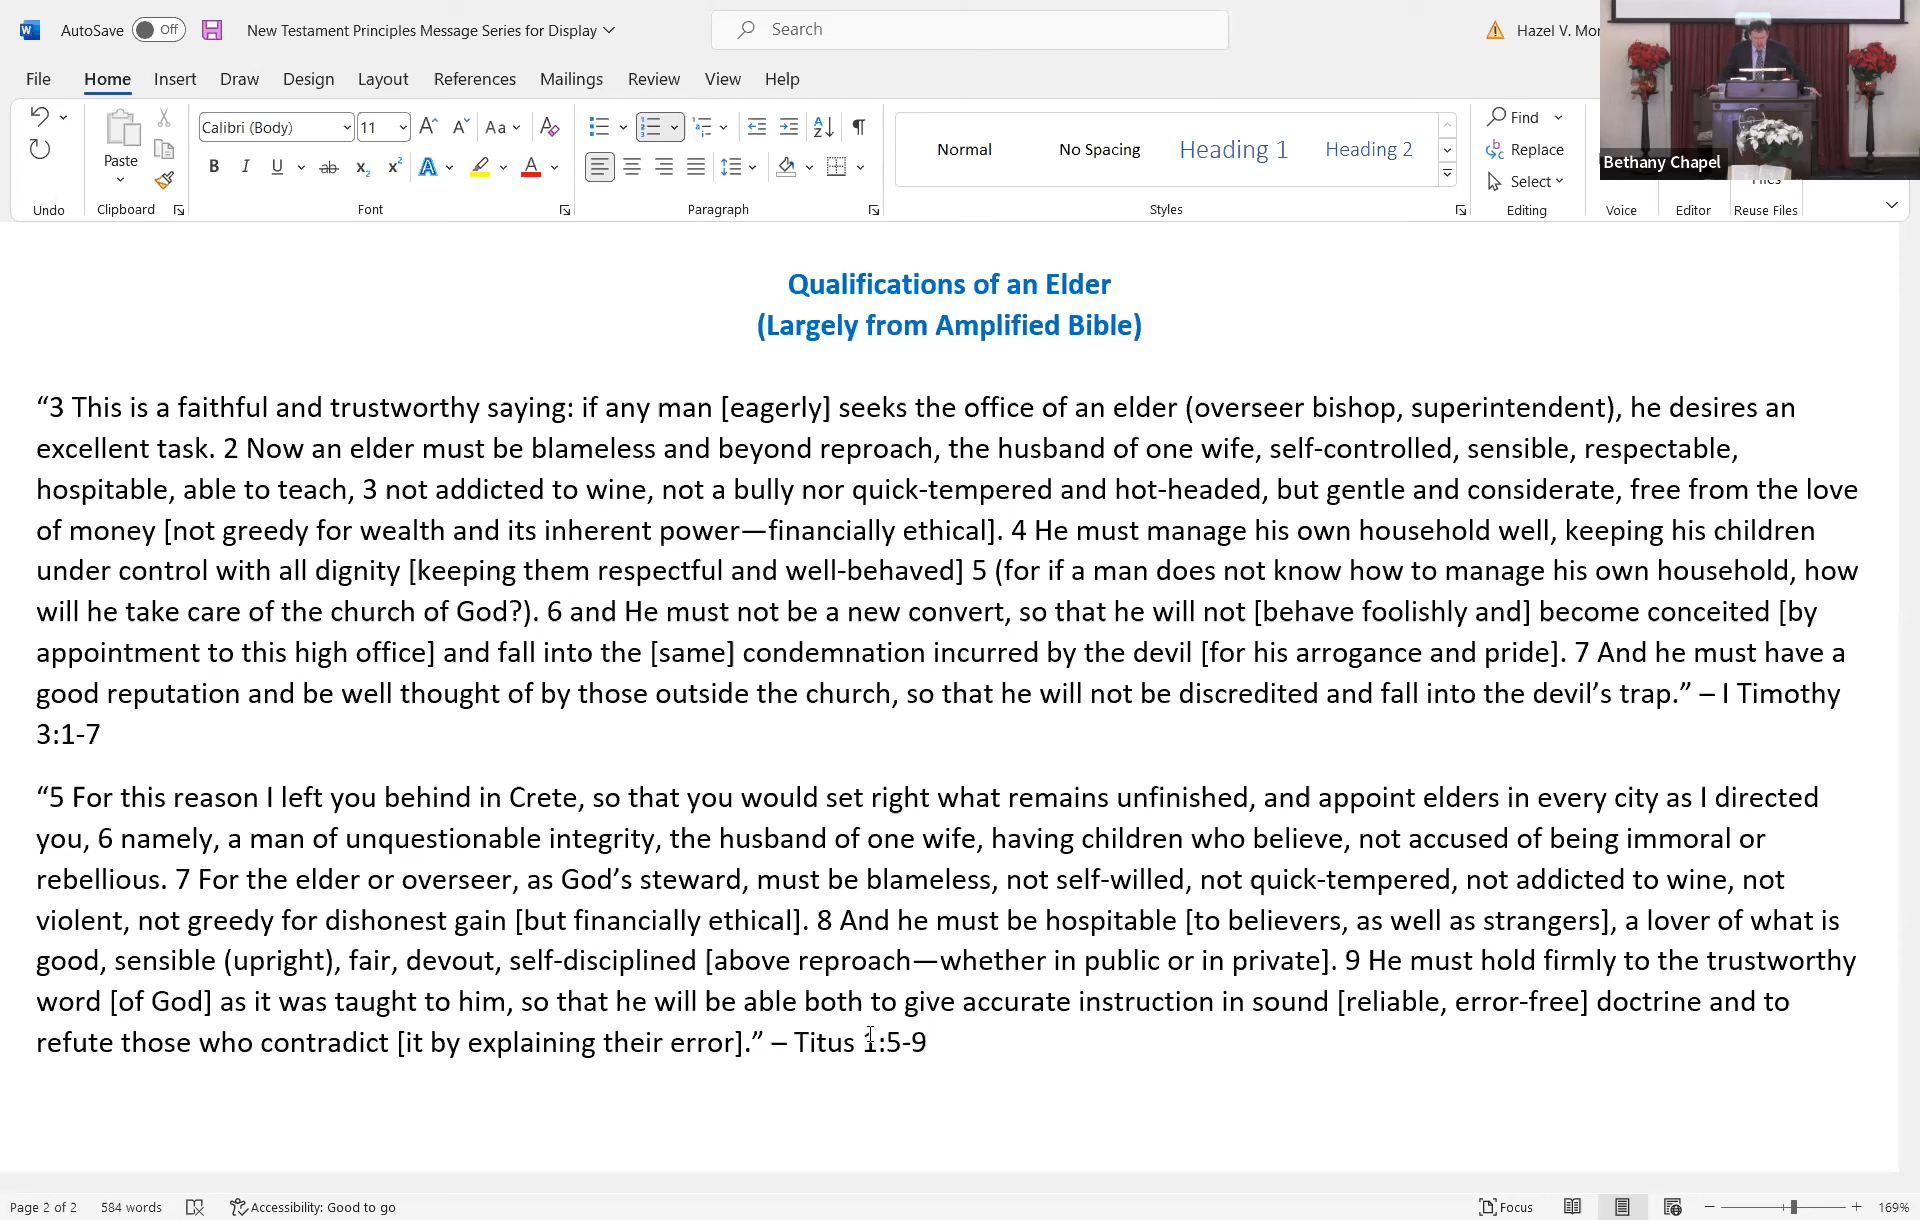 AutoSave Off New Testament Principles Message Series for Display Search Hazel V. Mor
File Home Insert Draw Design Layout References Mailings Review View Help
Calibri (Body) 11 Aa
Paste
B I U ab x2 x2 A A
Normal No Spacing Heading 1 Heading 2
Find
Replace
Select
Bethany Chapel
Undo Clipboard Font Paragraph Styles Editing Voice Editor Reuse Files
Qualifications of an Elder
(Largely from Amplified Bible)
“3 This is a faithful and trustworthy saying: if any man [eagerly] seeks the office of an elder (overseer bishop, superintendent), he desires an
excellent task. 2 Now an elder must be blameless and beyond reproach, the husband of one wife, self-controlled, sensible, respectable,
hospitable, able to teach, 3 not addicted to wine, not a bully nor quick-tempered and hot-headed, but gentle and considerate, free from the love
of money [not greedy for wealth and its inherent power—financially ethical]. 4 He must manage his own household well, keeping his children
under control with all dignity [keeping them respectful and well-behaved] 5 (for if a man does not know how to manage his own household, how
will he take care of the church of God?). 6 and He must not be a new convert, so that he will not [behave foolishly and] become conceited [by
appointment to this high office] and fall into the [same] condemnation incurred by the devil [for his arrogance and pride]. 7 And he must have a
good reputation and be well thought of by those outside the church, so that he will not be discredited and fall into the devil’s trap.” – I Timothy
3:1-7
“5 For this reason I left you behind in Crete, so that you would set right what remains unfinished, and appoint elders in every city as I directed
you, 6 namely, a man of unquestionable integrity, the husband of one wife, having children who believe, not accused of being immoral or
rebellious. 7 For the elder or overseer, as God’s steward, must be blameless, not self-willed, not quick-tempered, not addicted to wine, not
violent, not greedy for dishonest gain [but financially ethical]. 8 And he must be hospitable [to believers, as well as strangers], a lover of what is
good, sensible (upright), fair, devout, self-disciplined [above reproach—whether in public or in private]. 9 He must hold firmly to the trustworthy
word [of God] as it was taught to him, so that he will be able both to give accurate instruction in sound [reliable, error-free] doctrine and to
refute those who contradict [it by explaining their error].” – Titus 1:5-9
Page 2 of 2 584 words Accessibility: Good to go Focus 169%